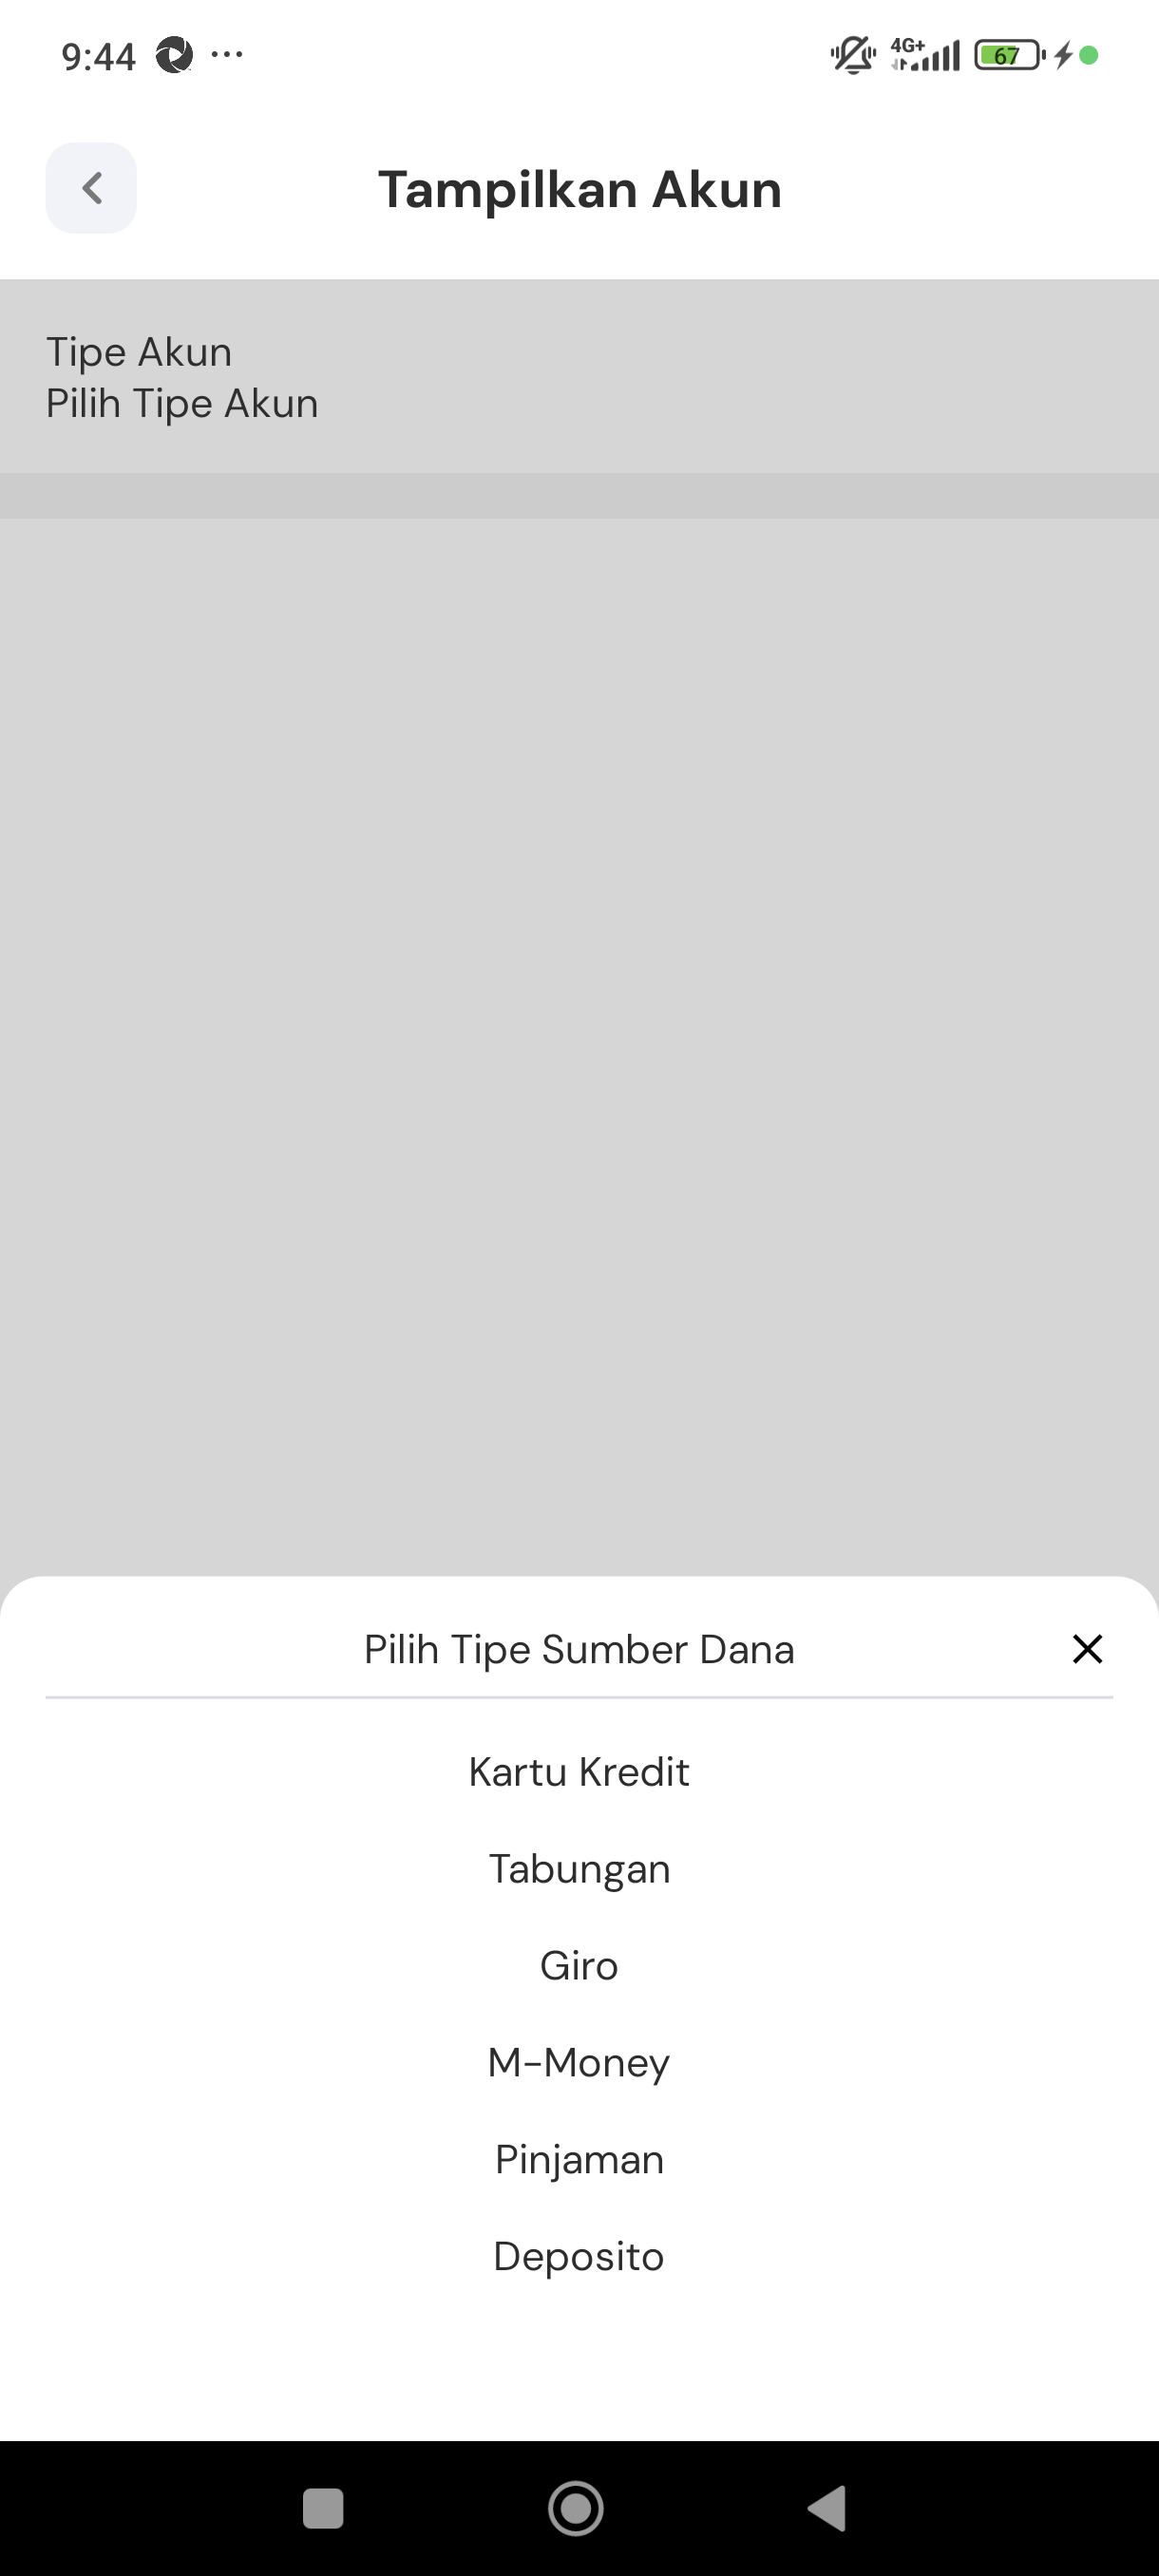 9:44
4G+
67
Tampilkan Akun
Tipe Akun
Pilih Tipe Akun
Pilih Tipe Sumber Dana
Kartu Kredit
Tabungan
Giro
M-Money
Pinjaman
Deposito